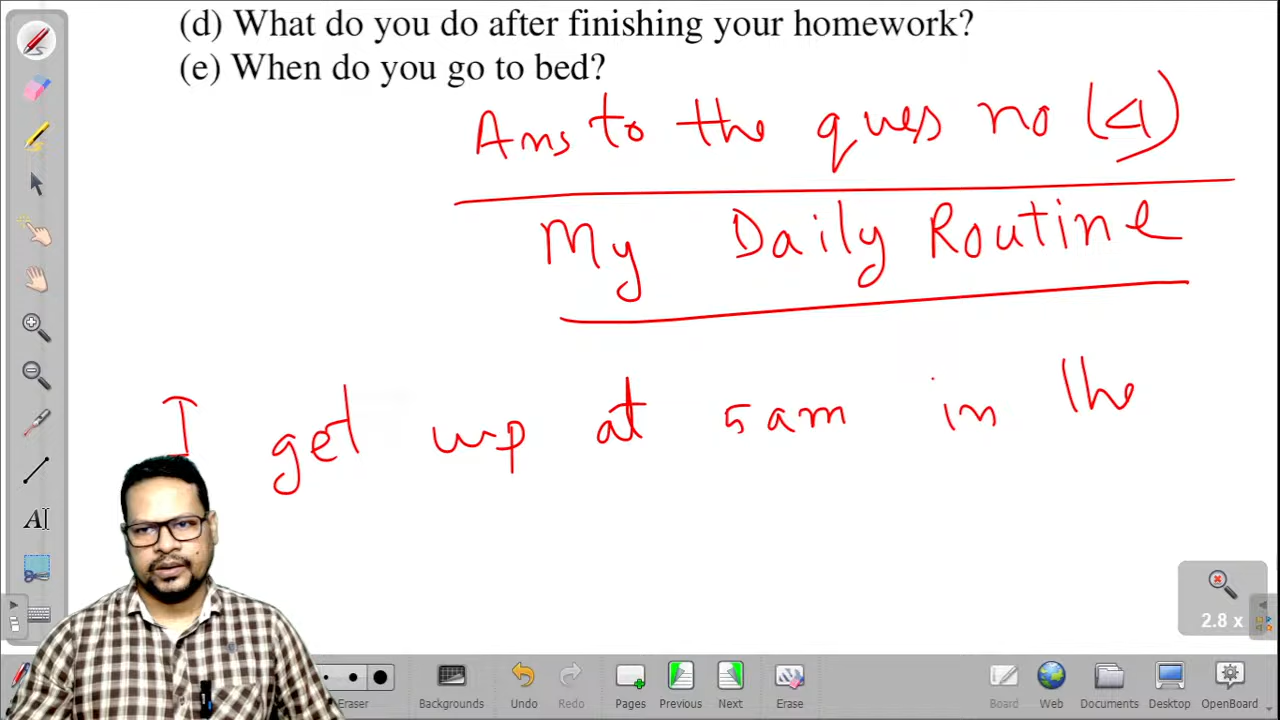 (d) What do you do after finishing your homework?
(e) When do you go to bed?
Ans to the ques no (4)
My Daily Routine
I get up at 5am in the
2.8 x
Eraser
Backgrounds
Undo
Redo
Pages
Previous
Next
Erase
Board
Web
Documents
Desktop
OpenBoard